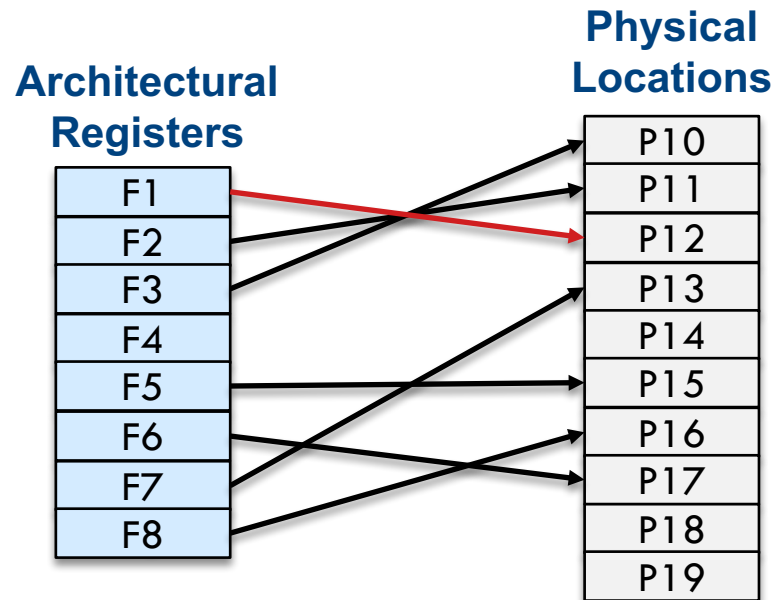 Architectural
Registers
F1
F2
F3
F4
F5
F6
F7
F8
Physical
Locations
P10
P11
P12
P13
P14
P15
P16
P17
P18
P19